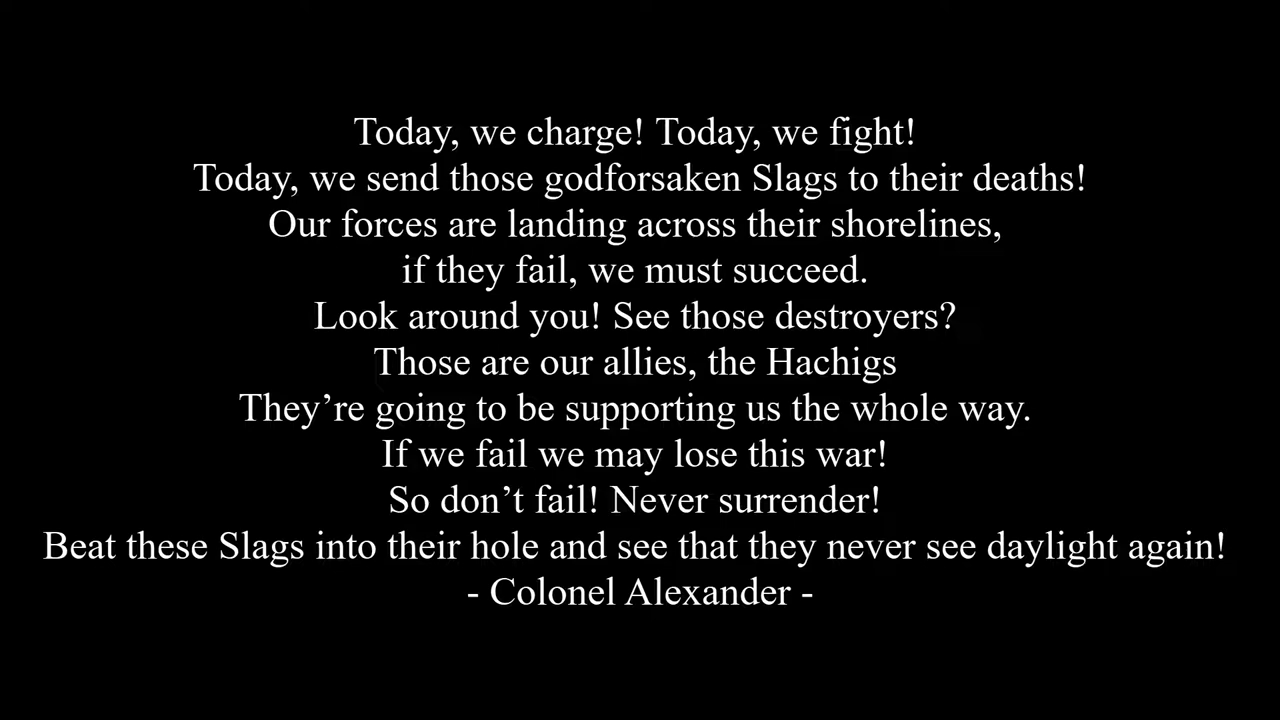 Today, we charge! Today, we fight!
Today, we send those godforsaken Slags to their deaths!
Our forces are landing across their shorelines,
if they fail, we must succeed.
Look around you! See those destroyers?
Those are our allies, the Hachigs
They’re going to be supporting us the whole way.
If we fail we may lose this war!
So don’t fail! Never surrender!
Beat these Slags into their hole and see that they never see daylight again!
- Colonel Alexander -